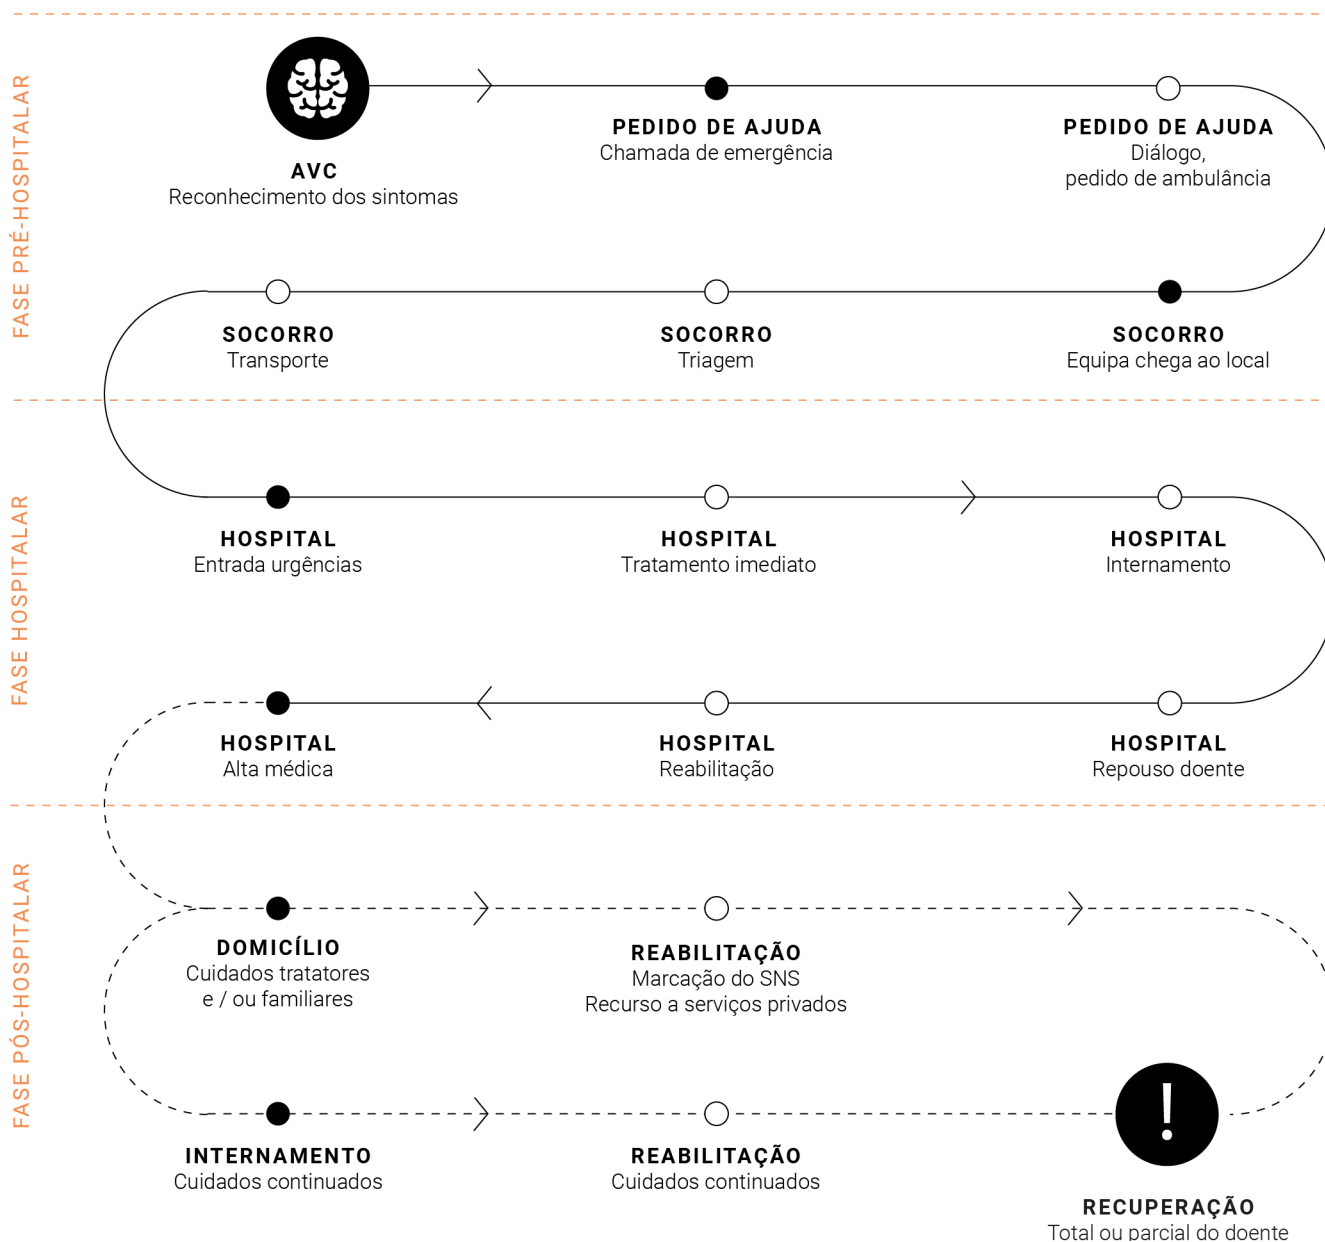 FASE PRÉ-HOSPITALAR
AVC
Reconhecimento dos sintomas
PEDIDO DE AJUDA
Chamada de emergência
PEDIDO DE AJUDA
Diálogo,
pedido de ambulância
SOCORRO
Transporte
SOCORRO
Triagem
SOCORRO
Equipa chega ao local
FASE HOSPITALAR
HOSPITAL
Entrada urgências
HOSPITAL
Tratamento imediato
HOSPITAL
Internamento
HOSPITAL
Alta médica
HOSPITAL
Reabilitação
HOSPITAL
Repouso doente
FASE PÓS-HOSPITALAR
DOMICÍLIO
Cuidados tratatores
e / ou familiares
REABILITAÇÃO
Marcação do SNS
Recurso a serviços privados
INTERNAMENTO
Cuidados continuados
REABILITAÇÃO
Cuidados continuados
!
RECUPERAÇÃO
Total ou parcial do doente